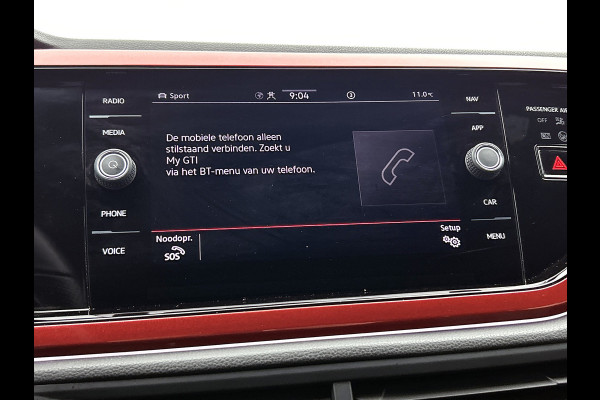 RADIO
MEDIA
PHONE
VOICE
Sport
9:04
11.0°C
De mobiele telefoon alleen
stilstaand verbinden. Zoekt u
My GTI
via het BT-menu van uw telefoon.
Noodopr.
SOS
Setup
NAV
APP
CAR
MENU
PASSENGER
OFF